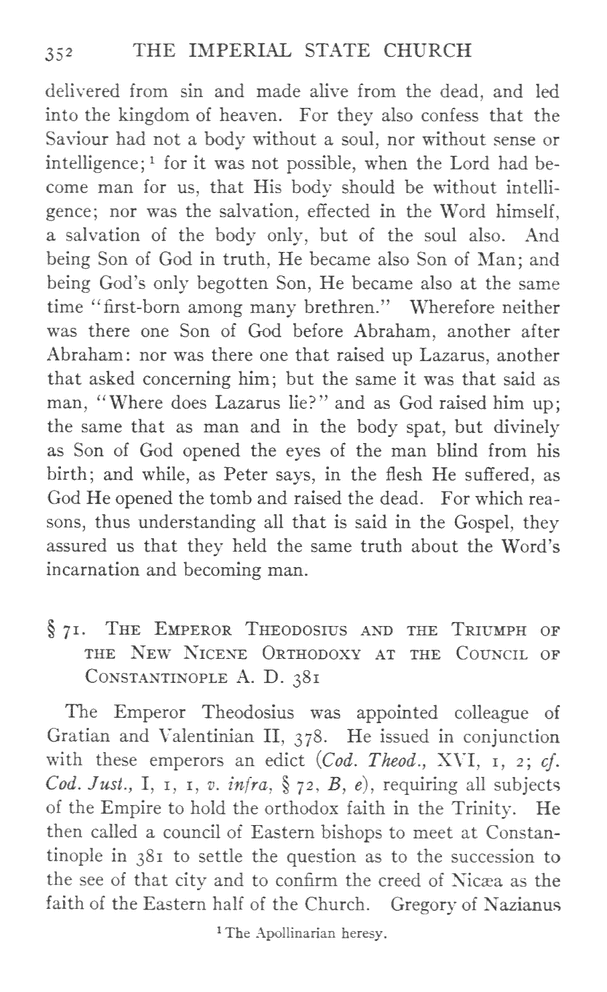 352 THE IMPERIAL STATE CHURCH
delivered from sin and made alive from the dead, and led
into the kingdom of heaven. For they also confess that the
Saviour had not a body without a soul, nor without sense or
intelligence;¹ for it was not possible, when the Lord had be-
come man for us, that His body should be without intelli-
gence; nor was the salvation, effected in the Word himself,
a salvation of the body only, but of the soul also. And
being Son of God in truth, He became also Son of Man; and
being God's only begotten Son, He became also at the same
time "first-born among many brethren." Wherefore neither
was there one Son of God before Abraham, another after
Abraham: nor was there one that raised up Lazarus, another
that asked concerning him; but the same it was that said as
man, "Where does Lazarus lie?" and as God raised him up;
the same that as man and in the body spat, but divinely
as Son of God opened the eyes of the man blind from his
birth; and while, as Peter says, in the flesh He suffered, as
God He opened the tomb and raised the dead. For which rea-
sons, thus understanding all that is said in the Gospel, they
assured us that they held the same truth about the Word's
incarnation and becoming man.
§ 71. The Emperor Theodosius and the Triumph of
the New Nicene Orthodoxy at the Council of
Constantinople A. D. 381
The Emperor Theodosius was appointed colleague of
Gratian and Valentinian II, 378. He issued in conjunction
with these emperors an edict (Cod. Theod., XVI, 1, 2; cf.
Cod. Just., I, 1, 1, v. infra, § 72, B, e), requiring all subjects
of the Empire to hold the orthodox faith in the Trinity. He
then called a council of Eastern bishops to meet at Constan-
tinople in 381 to settle the question as to the succession to
the see of that city and to confirm the creed of Nicæa as the
faith of the Eastern half of the Church. Gregory of Nazianus
¹ The Apollinarian heresy.